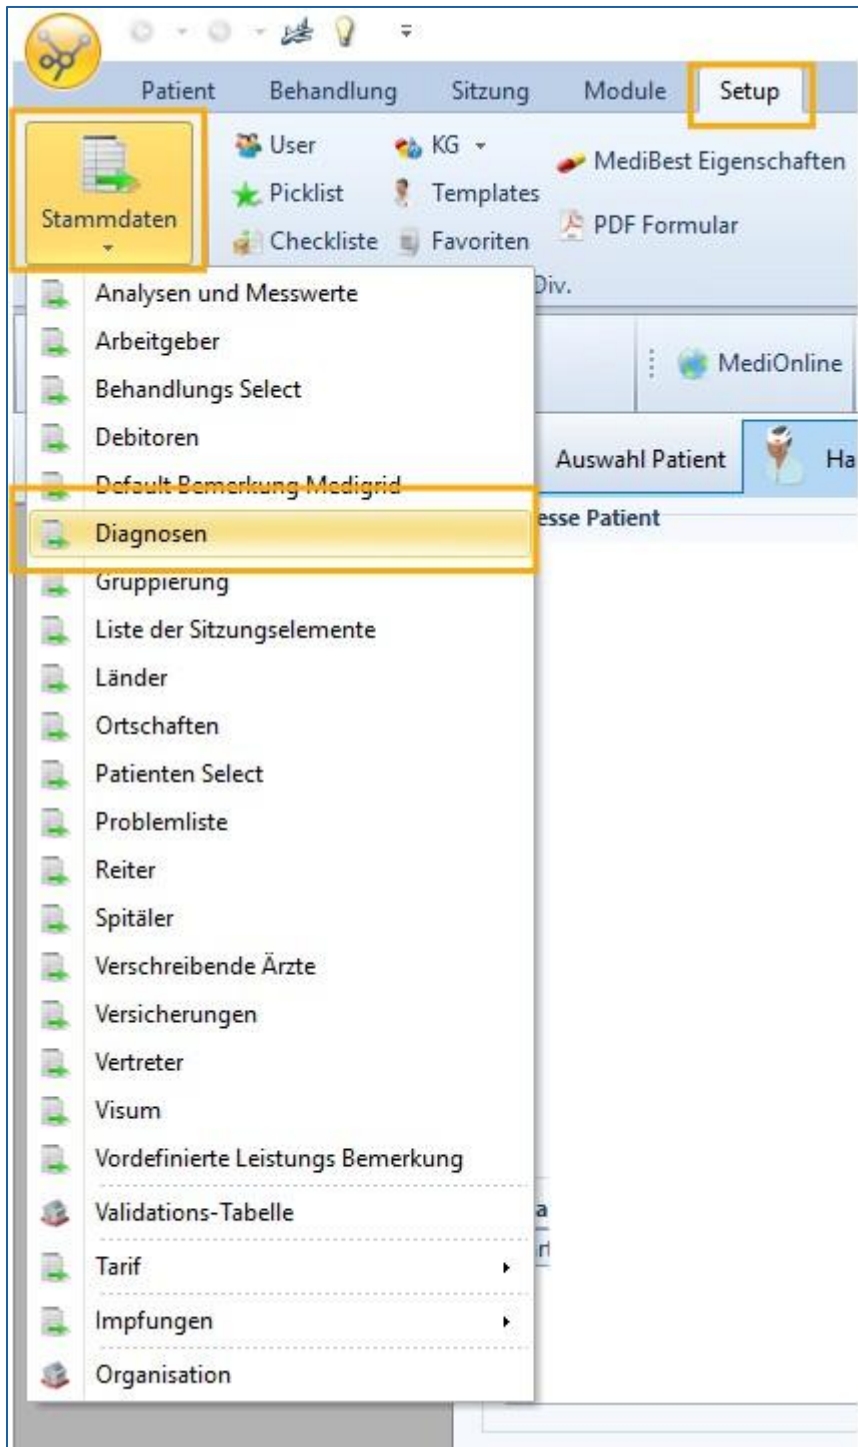 Patient Behandlung Sitzung Module Setup
Stammdaten
User
KG
MediBest Eigenschaften
Picklist
Templates
PDF Formular
Checkliste
Favoriten
Div.
Analysen und Messwerte
Arbeitgeber
Behandlungs Select
MediOnline
Debitoren
Auswahl Patient
Ha
Default Bemerkung Medigrid
esse Patient
Diagnosen
Gruppierung
Liste der Sitzungselemente
Länder
Ortschaften
Patienten Select
Problemliste
Reiter
Spitäler
Verschreibende Ärzte
Versicherungen
Vertreter
Visum
Vordefinierte Leistungs Bemerkung
Validations-Tabelle
a
Tarif
Impfungen
Organisation